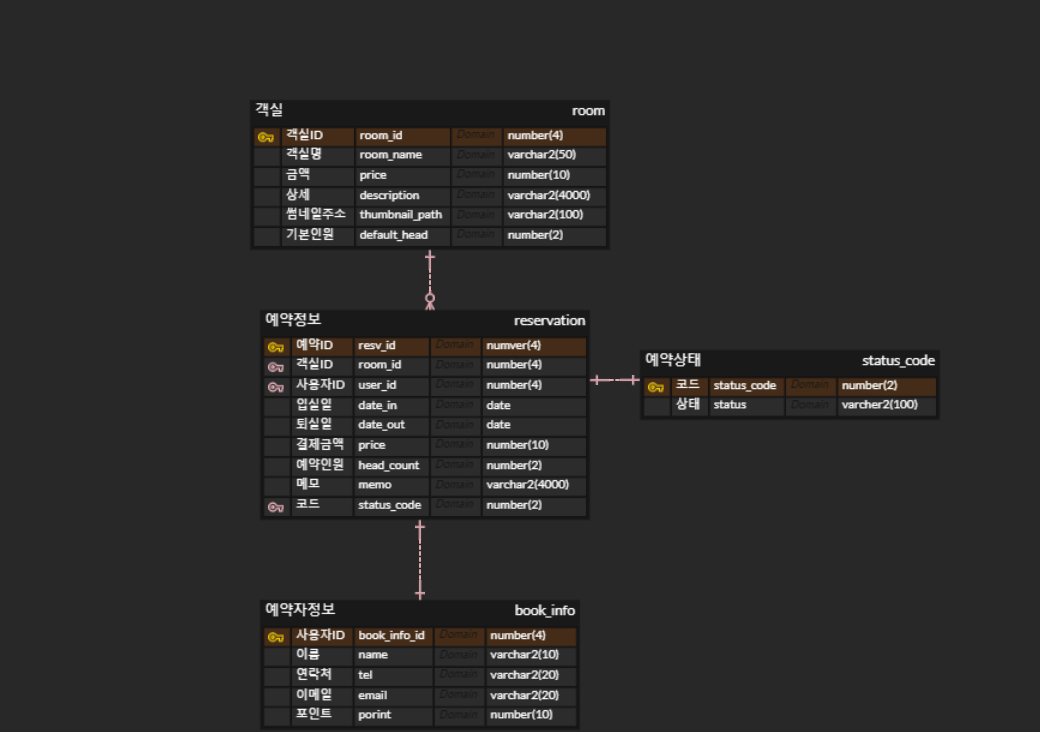 객실 room
객실ID room_id Domain number(4)
객실명 room_name Domain varchar2(50)
금액 price Domain number(10)
상세 description Domain varchar2(4000)
썸네일주소 thumbnail_path Domain varchar2(100)
기본인원 default_head Domain number(2)
예약정보 reservation
예약ID resv_id Domain numver(4)
객실ID room_id Domain number(4)
사용자ID user_id Domain number(4)
입실일 date_in Domain date
퇴실일 date_out Domain date
결제금액 price Domain number(10)
예약인원 head_count Domain number(2)
메모 memo Domain varchar2(4000)
코드 status_code Domain number(2)
예약상태 status_code
코드 status_code Domain number(2)
상태 status Domain varcher2(100)
예약자정보 book_info
사용자ID book_info_id Domain number(4)
이름 name Domain varchar2(10)
연락처 tel Domain varchar2(20)
이메일 email Domain varchar2(20)
포인트 porint Domain number(10)